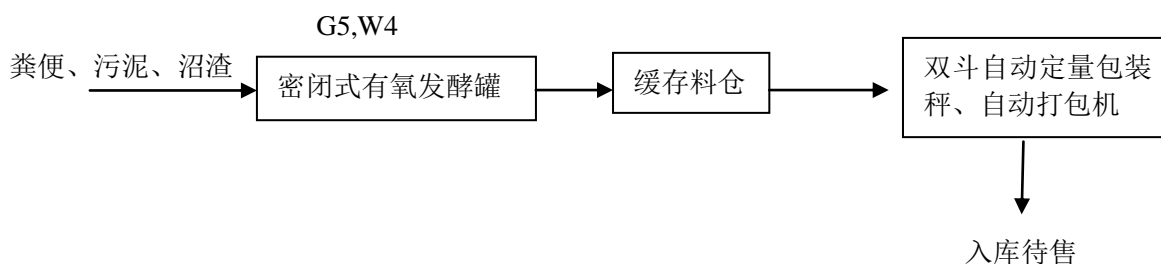 G5,W4
粪便、污泥、沼渣
密闭式有氧发酵罐
缓存料仓
双斗自动定量包装
秤、自动打包机
入库待售